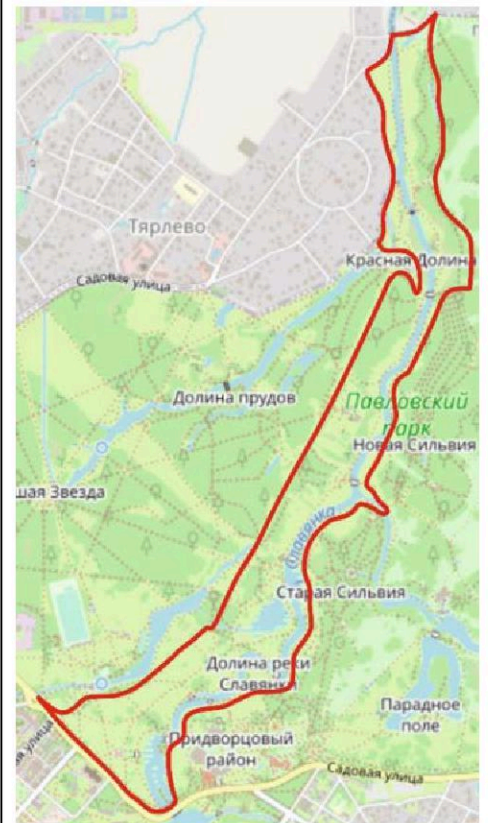 Тярлево
Красная Долина
Садовая улица
Долина прудов
Павловский
парк
Новая Сильвия
шая Звезда
Славянка
Старая Сильвия
Долина реки
Славянки
Парадное
поле
Придворцовый
район
Садовая улица
ая улица